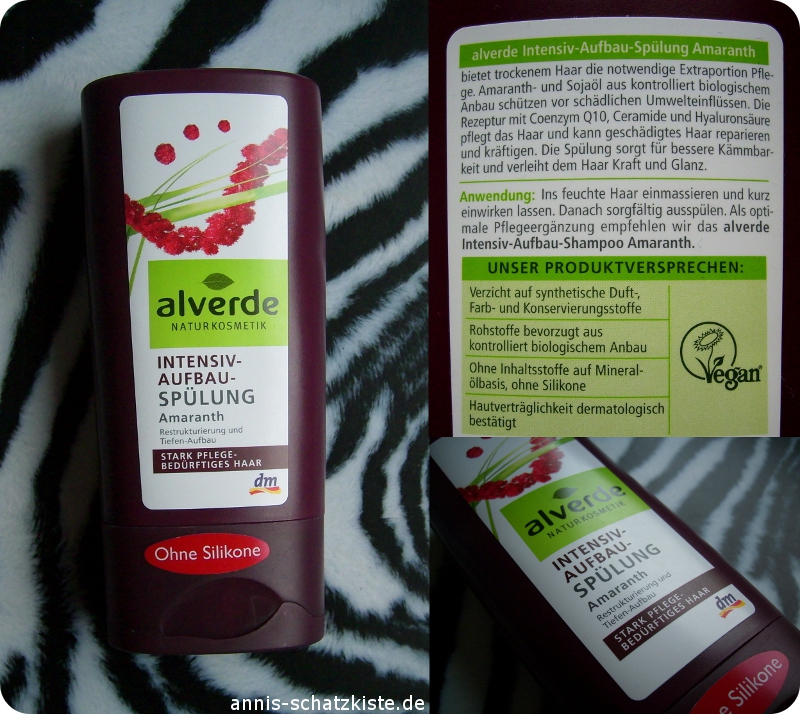 alverde
NATURKOSMETIK
INTENSIV-
AUFBAU-
SPÜLUNG
Amaranth
Restrukturierung und
Tiefen-Aufbau
STARK PFLEGE-
BEDÜRFTIGES HAAR
dm
Ohne Silikone
alverde Intensiv-Aufbau-Spülung Amaranth
bietet trockenem Haar die notwendige Extraportion Pfle-
ge. Amaranth- und Sojaöl aus kontrolliert biologischem
Anbau schützen vor schädlichen Umwelteinflüssen. Die
Rezeptur mit Coenzym Q10, Ceramide und Hyaluronsäure
pflegt das Haar und kann geschädigtes Haar reparieren
und kräftigen. Die Spülung sorgt für bessere Kämmbar-
keit und verleiht dem Haar Kraft und Glanz.
Anwendung: Ins feuchte Haar einmassieren und kurz
einwirken lassen. Danach sorgfältig ausspülen. Als opti-
male Pflegeergänzung empfehlen wir das alverde
Intensiv-Aufbau-Shampoo Amaranth.
UNSER PRODUKTVERSPRECHEN:
Verzicht auf synthetische Duft-,
Farb- und Konservierungsstoffe
Rohstoffe bevorzugt aus
kontrolliert biologischem Anbau
Ohne Inhaltsstoffe auf Mineral-
ölbasis, ohne Silikone
Hautverträglichkeit dermatologisch
bestätigt
Vegan
alverde
NATURKOSMETIK
INTENSIV-
AUFBAU-
SPÜLUNG
Amaranth
Restrukturierung und
Tiefen-Aufbau
STARK PFLEGE-
BEDÜRFTIGES HAAR
dm
Ohne Silikone
annis-schatzkiste.de